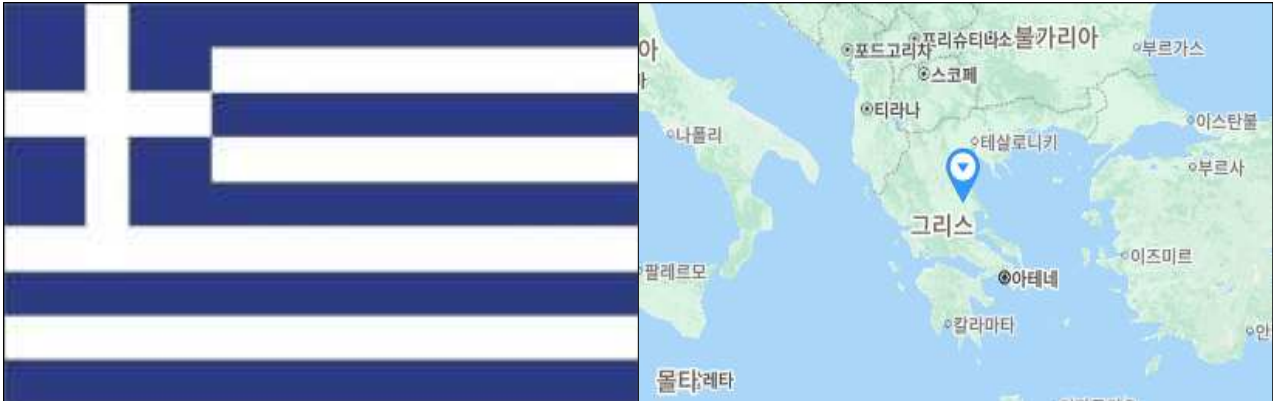 포드고리차
프리슈티나
소
불가리아
부르가스
아
스코페
티라나
이스탄불
나폴리
테살로니키
부르사
그리스
이즈미르
팔레르모
아테네
칼라마타
안
몰타
레타